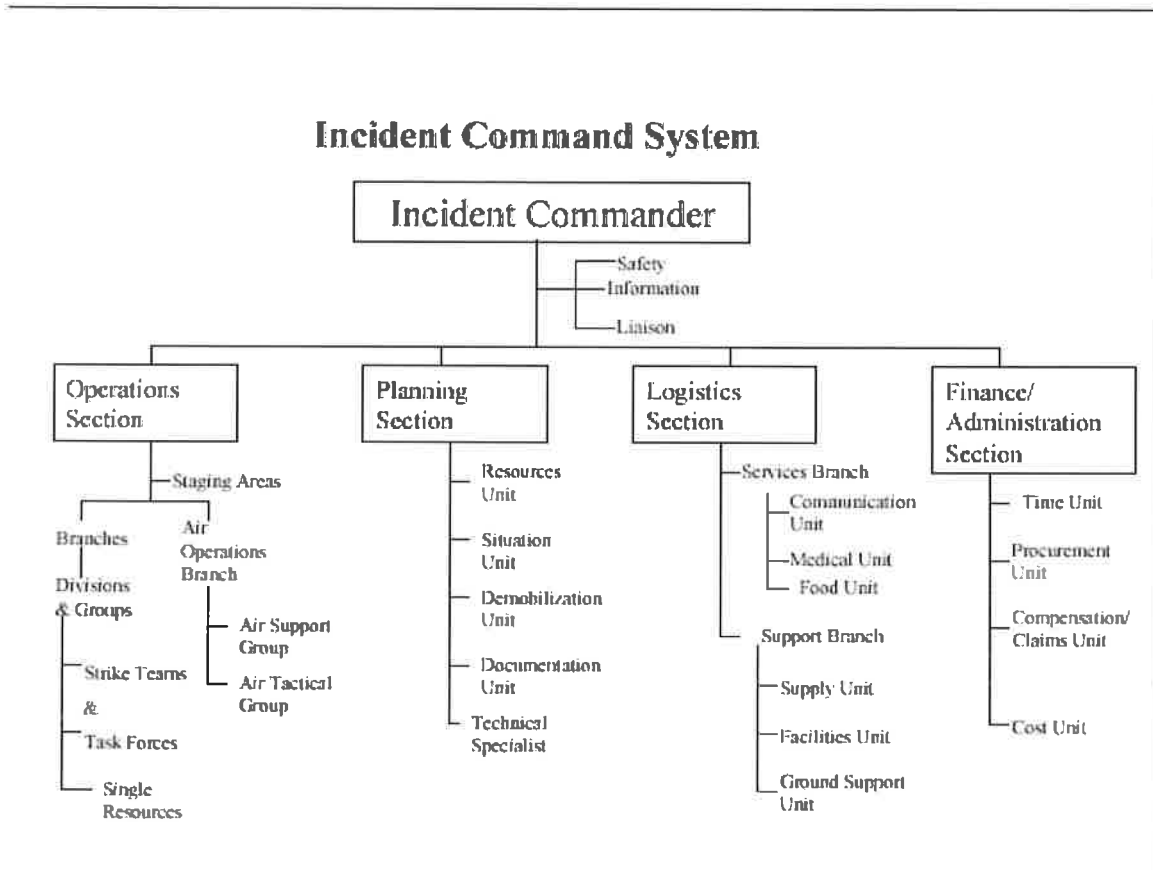 Incident Command System
Incident Commander
Safety
Information
Liaison
Operations
Section
Staging Areas
Branches
Divisions
& Groups
Strike Teams
&
Task Forces
Single
Resources
Air
Operations
Branch
Air Support
Group
Air Tactical
Group
Planning
Section
Resources
Unit
Situation
Unit
Demobilization
Unit
Documentation
Unit
Technical
Specialist
Logistics
Section
Services Branch
Communication
Unit
Medical Unit
Food Unit
Support Branch
Supply Unit
Facilities Unit
Ground Support
Unit
Finance/
Administration
Section
Time Unit
Procurement
Unit
Compensation/
Claims Unit
Cost Unit